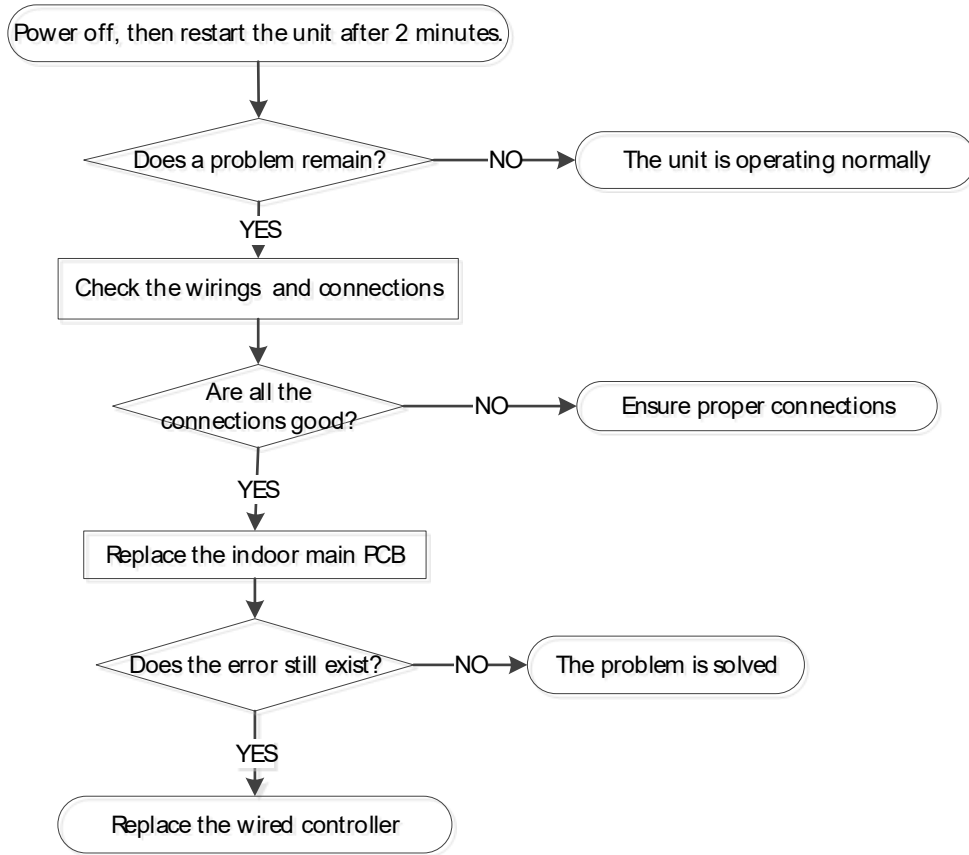 Power off, then restart the unit after 2 minutes.
Does a problem remain?
NO
The unit is operating normally
YES
Check the wirings and connections
Are all the
connections good?
NO
Ensure proper connections
YES
Replace the indoor main PCB
Does the error still exist?
NO
The problem is solved
YES
Replace the wired controller